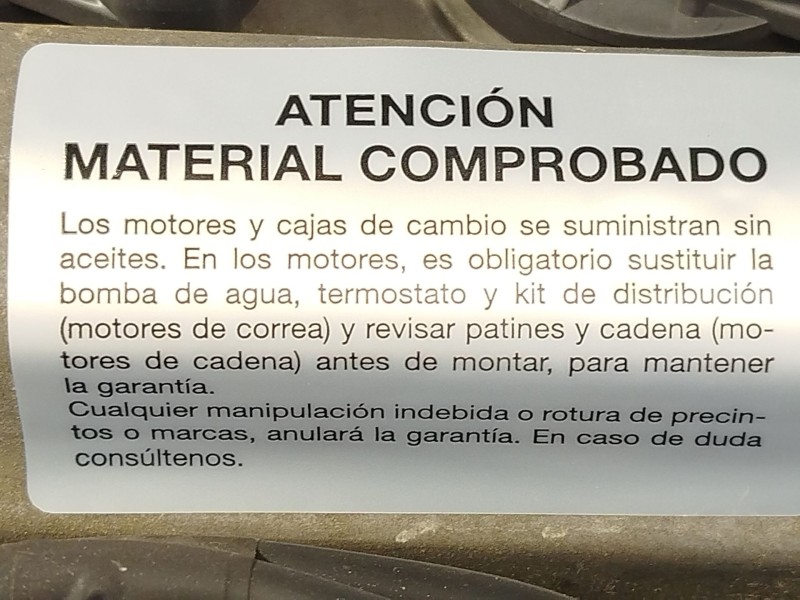 ATENCIÓN
MATERIAL COMPROBADO
Los motores y cajas de cambio se suministran sin
aceites. En los motores, es obligatorio sustituir la
bomba de agua, termostato y kit de distribución
(motores de correa) y revisar patines y cadena (mo-
tores de cadena) antes de montar, para mantener
la garantía.
Cualquier manipulación indebida o rotura de precin-
tos o marcas, anulará la garantía. En caso de duda
consúltenos.